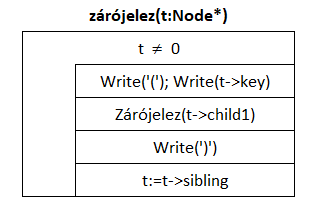 zárójelez(t:Node*)
t ≠ 0
Write('('); Write(t->key)
Zárójelez(t->child1)
Write(')')
t:=t->sibling